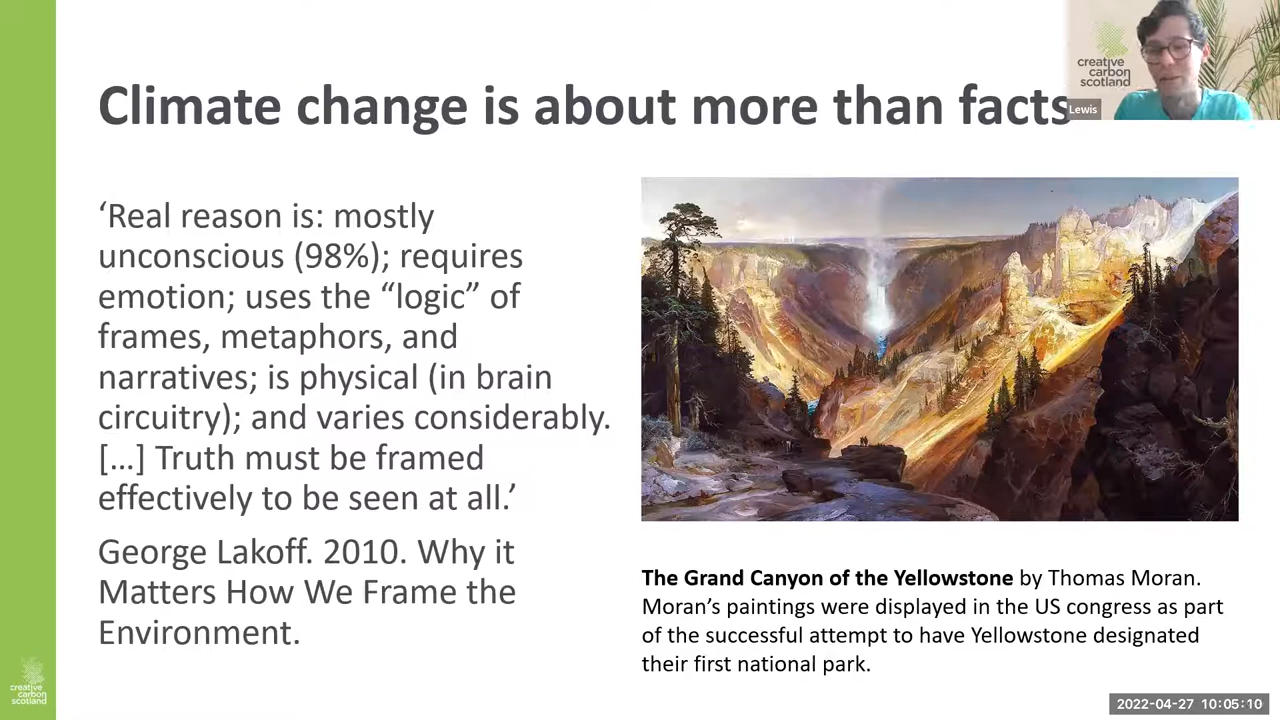 creative
carbon
scotland
Lewis
Climate change is about more than facts
‘Real reason is: mostly
unconscious (98%); requires
emotion; uses the “logic” of
frames, metaphors, and
narratives; is physical (in brain
circuitry); and varies considerably.
[…] Truth must be framed
effectively to be seen at all.’
George Lakoff. 2010. Why it
Matters How We Frame the
Environment.
The Grand Canyon of the Yellowstone by Thomas Moran.
Moran’s paintings were displayed in the US congress as part
of the successful attempt to have Yellowstone designated
their first national park.
creative
carbon
scotland
2022-04-27 10:05:10